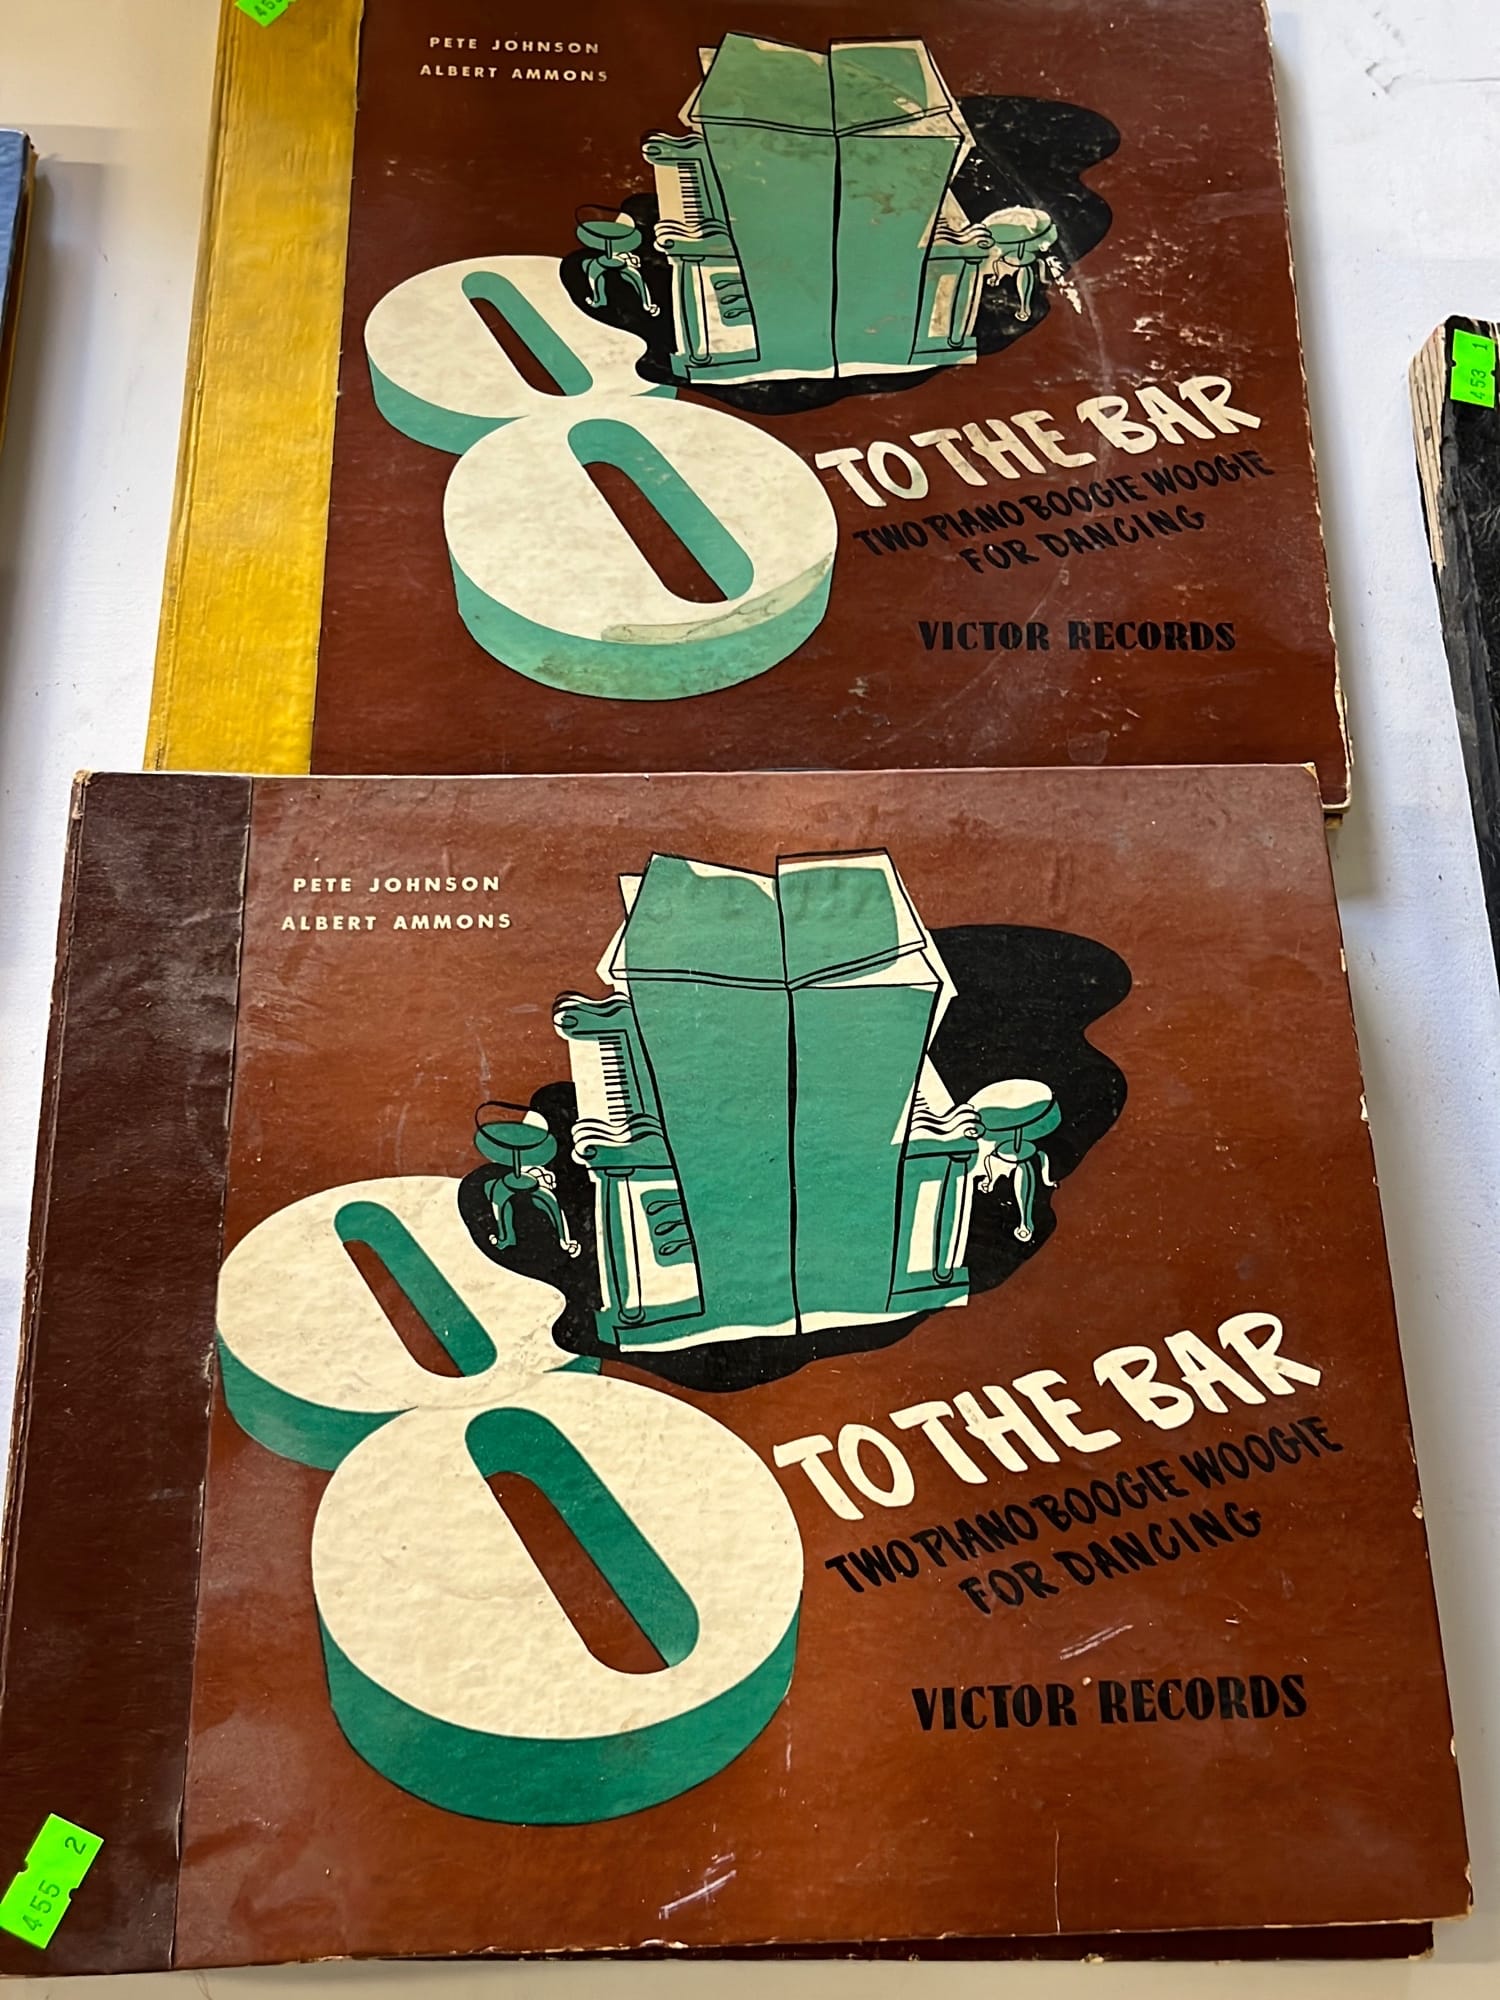 PETE JOHNSON
ALBERT AMMONS
8 TO THE BAR
TWO PIANO BOOGIE WOOGIE
FOR DANCING
VICTOR RECORDS
453 1
PETE JOHNSON
ALBERT AMMONS
8 TO THE BAR
TWO PIANO BOOGIE WOOGIE
FOR DANCING
VICTOR RECORDS
455 2